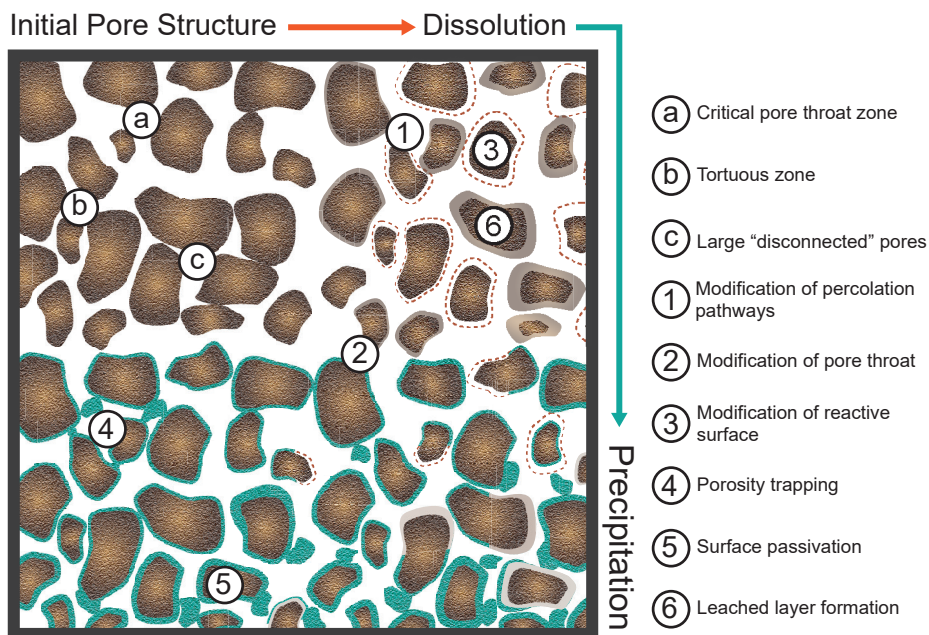 Initial Pore Structure
Dissolution
a
1
3
b
6
c
2
4
5
Precipitation
a Critical pore throat zone
b Tortuous zone
c Large “disconnected” pores
1 Modification of percolation
pathways
2 Modification of pore throat
3 Modification of reactive
surface
4 Porosity trapping
5 Surface passivation
6 Leached layer formation